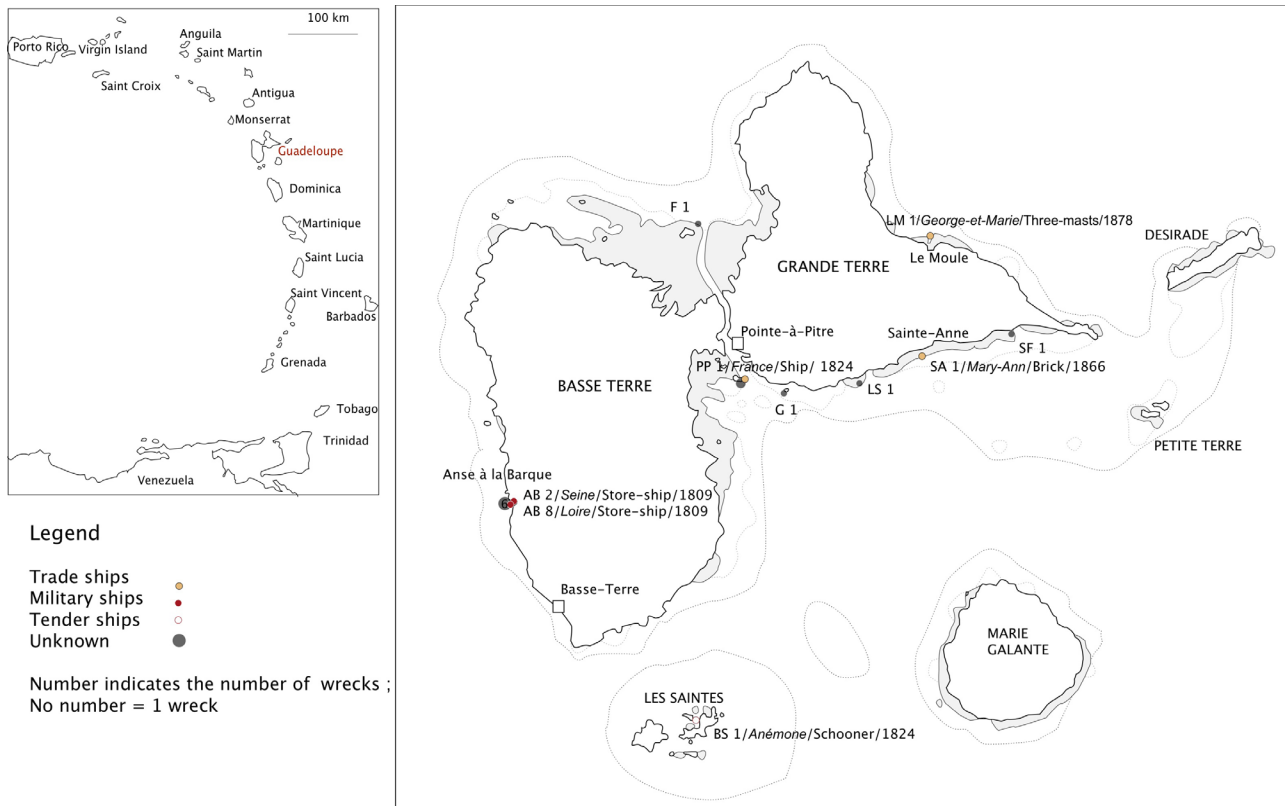 100 km
Porto Rico
Virgin Island
Anguila
Saint Martin
Saint Croix
Antigua
Monserrat
Guadeloupe
Dominica
Martinique
Saint Lucia
Saint Vincent
Barbados
Grenada
Tobago
Trinidad
Venezuela
Legend
Trade ships
Military ships
Tender ships
Unknown
Number indicates the number of wrecks ;
No number = 1 wreck
F 1
LM 1/George-et-Marie/Three-masts/1878
Le Moule
DESIRADE
GRANDE TERRE
Pointe-à-Pitre
Sainte-Anne
SF 1
PP 1/France/Ship/ 1824
SA 1/Mary-Ann/Brick/1866
BASSE TERRE
LS 1
G 1
PETITE TERRE
Anse à la Barque
6
AB 2/Seine/Store-ship/1809
AB 8/Loire/Store-ship/1809
Basse-Terre
MARIE
GALANTE
LES SAINTES
BS 1/Anémone/Schooner/1824